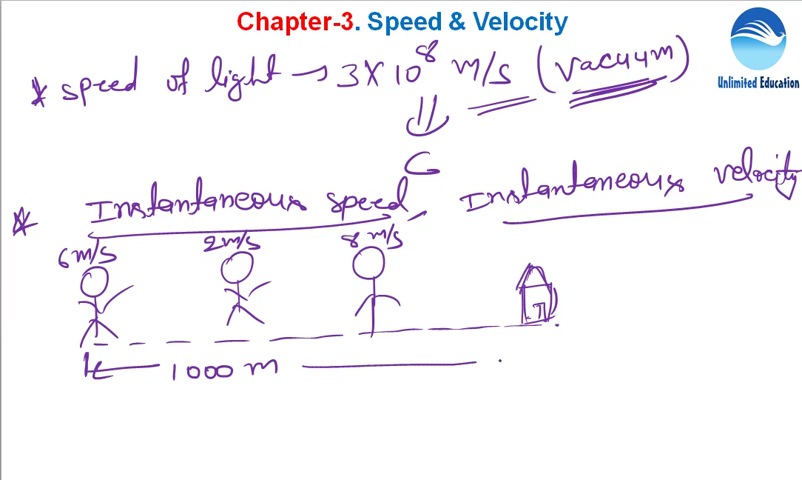 Chapter-3. Speed & Velocity
Unlimited Education
* speed of light → 3 X 10⁸ m/s (vacuum)
C
* Instantaneous speed, Instantaneous velocity
6 m/s 2 m/s 8 m/s
1000 m